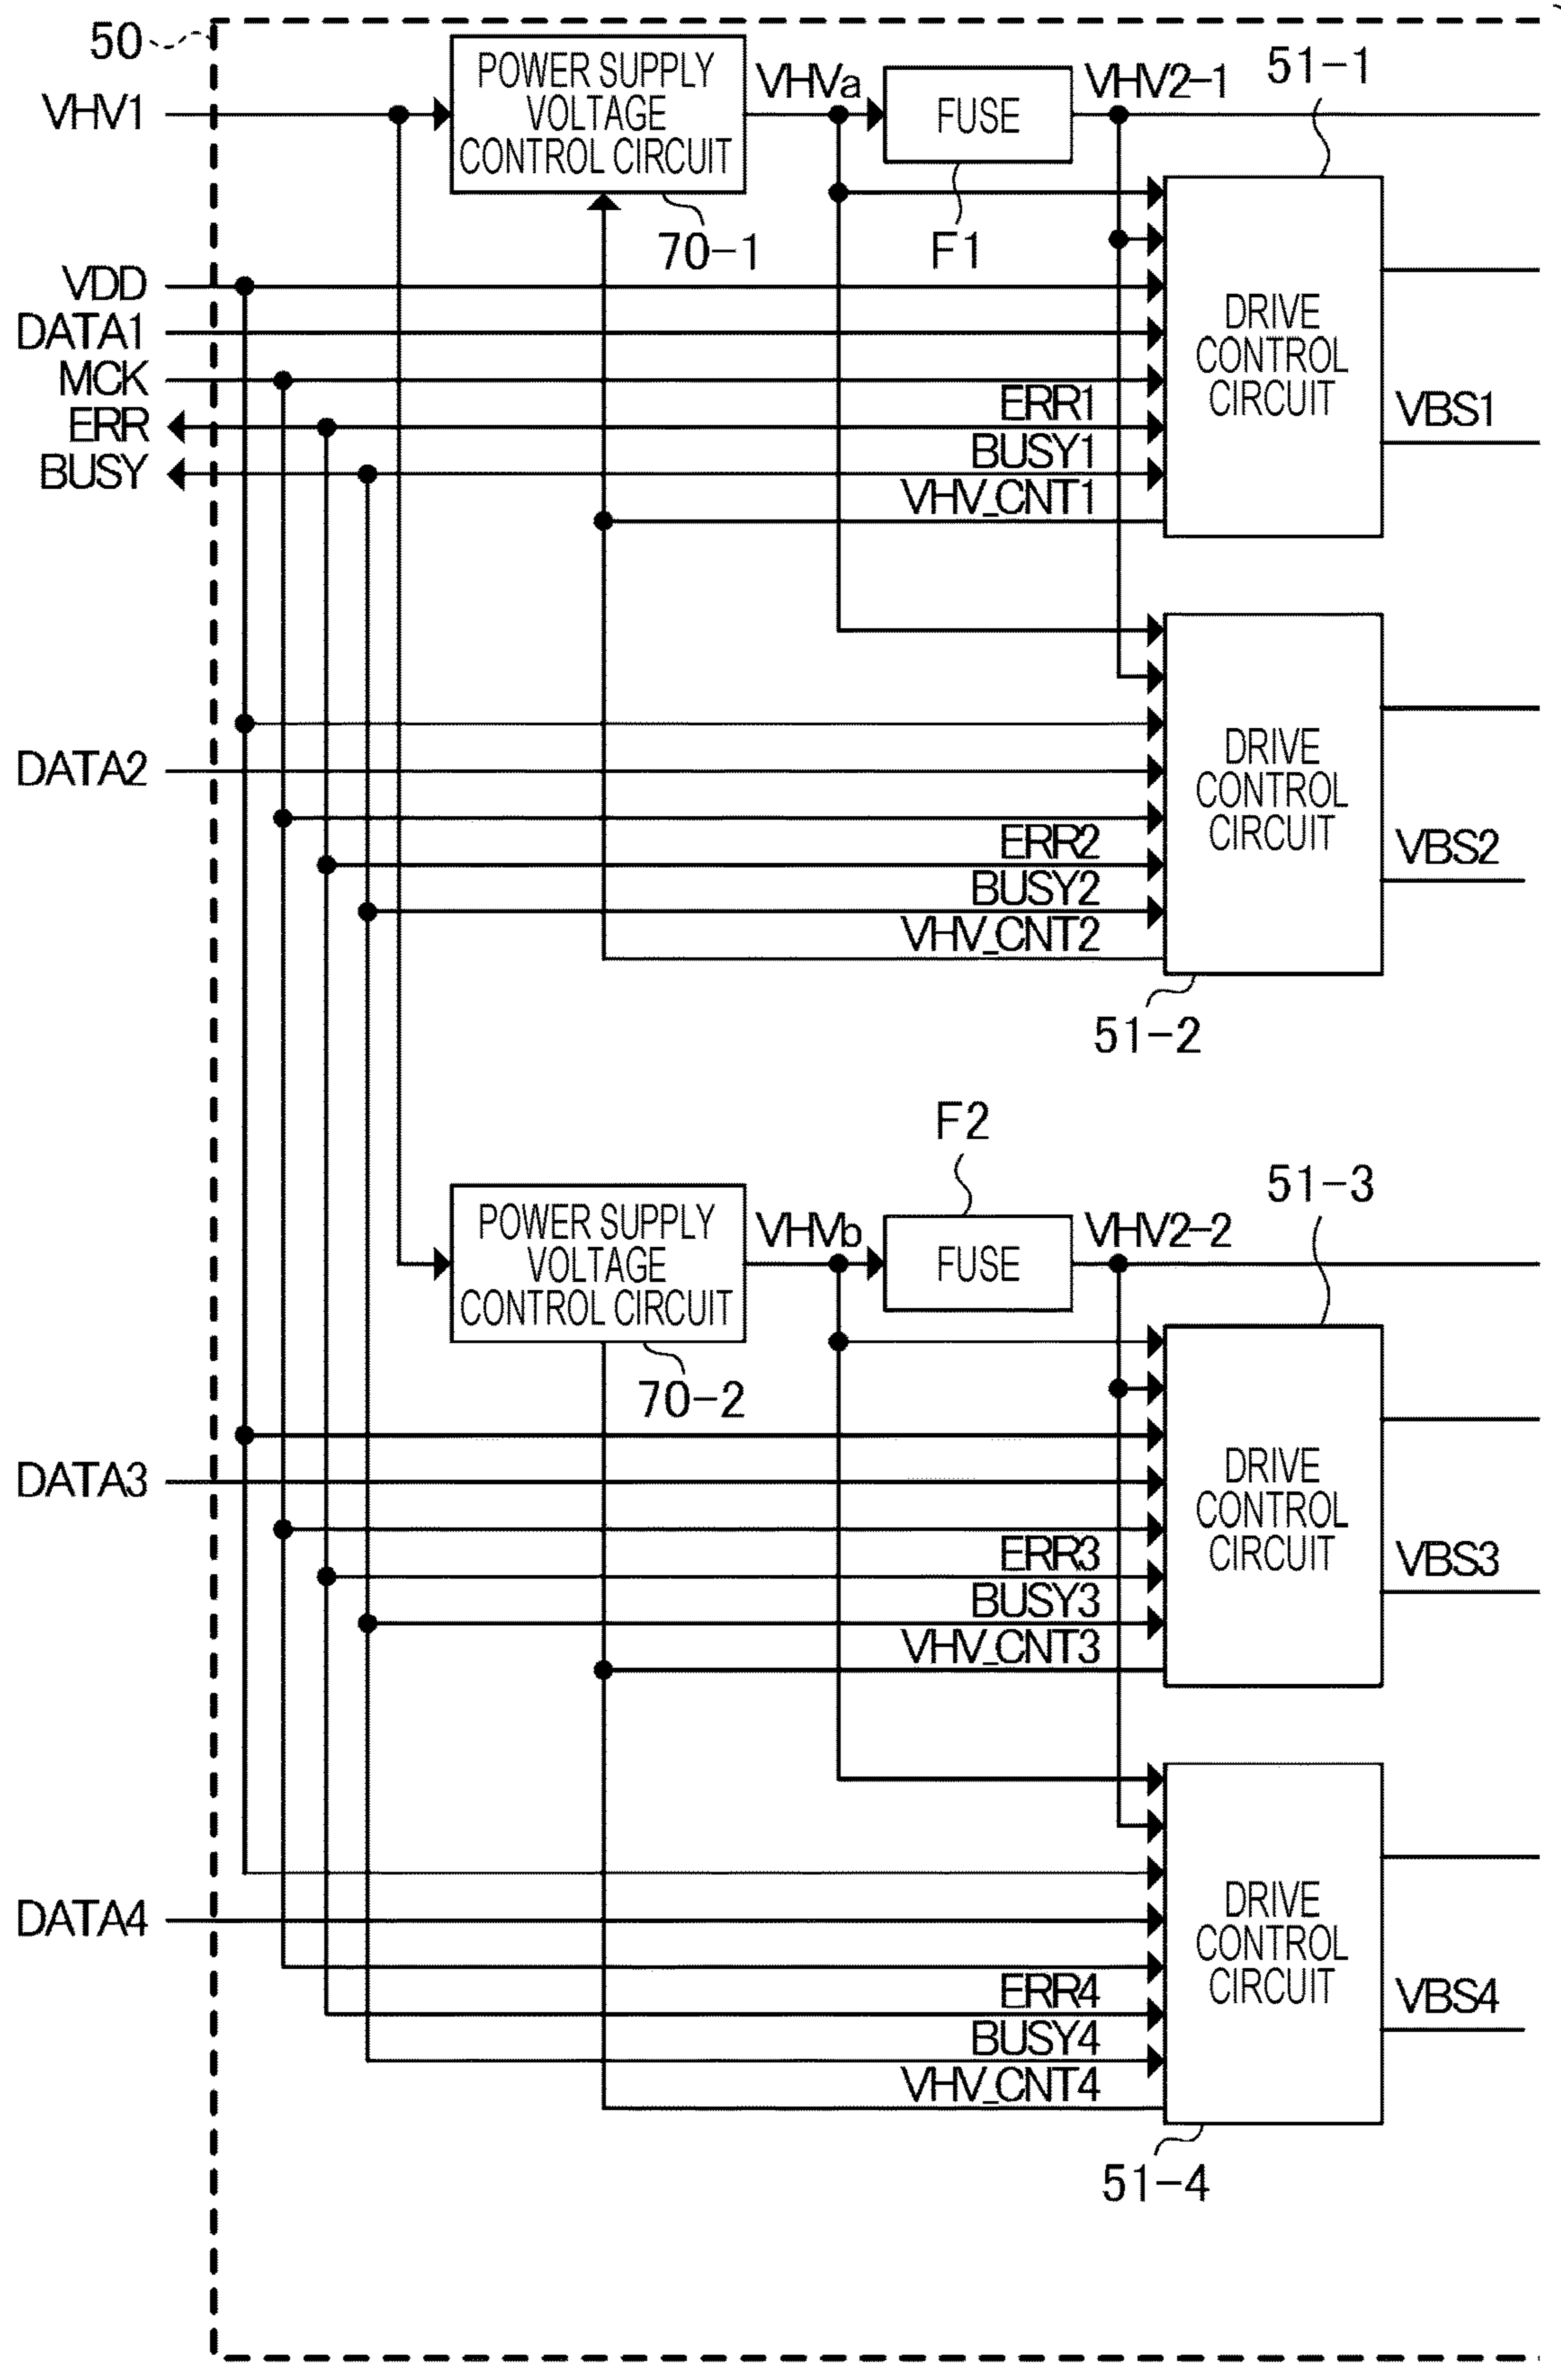 50
VHV1
POWER SUPPLY
VOLTAGE
CONTROL CIRCUIT
70-1
VHVa
FUSE
F1
VHV2-1
51-1
VDD
DATA1
MCK
ERR
BUSY
ERR1
BUSY1
VHV_CNT1
DRIVE
CONTROL
CIRCUIT
VBS1
DATA2
ERR2
BUSY2
VHV_CNT2
DRIVE
CONTROL
CIRCUIT
VBS2
51-2
F2
POWER SUPPLY
VOLTAGE
CONTROL CIRCUIT
70-2
VHVb
FUSE
VHV2-2
51-3
DATA3
ERR3
BUSY3
VHV_CNT3
DRIVE
CONTROL
CIRCUIT
VBS3
DATA4
ERR4
BUSY4
VHV_CNT4
DRIVE
CONTROL
CIRCUIT
VBS4
51-4